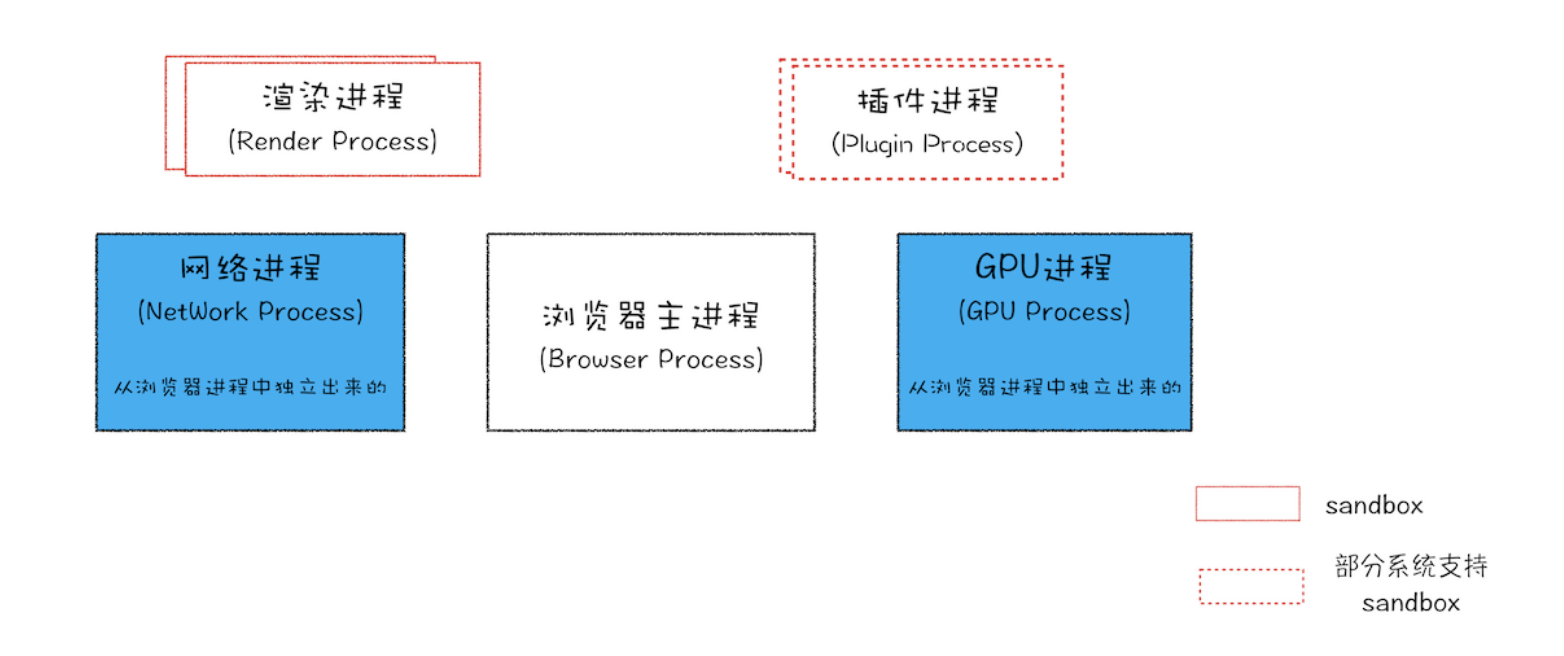 渲染进程
(Render Process)
插件进程
(Plugin Process)
网络进程
(NetWork Process)
从浏览器进程中独立出来的
浏览器主进程
(Browser Process)
GPU进程
(GPU Process)
从浏览器进程中独立出来的
sandbox
部分系统支持
sandbox